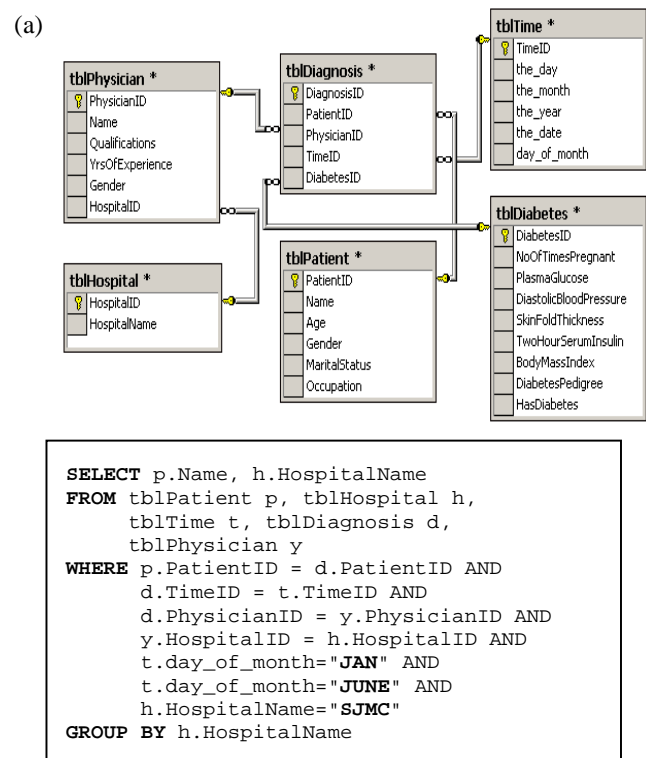 (a)
tblPhysician *
PhysicianID
Name
Qualifications
YrsOfExperience
Gender
HospitalID
tblHospital *
HospitalID
HospitalName
tblDiagnosis *
DiagnosisID
PatientID
PhysicianID
TimeID
DiabetesID
tblPatient *
PatientID
Name
Age
Gender
MaritalStatus
Occupation
tblTime *
TimeID
the_day
the_month
the_year
the_date
day_of_month
tblDiabetes *
DiabetesID
NoOfTimesPregnant
PlasmaGlucose
DiastolicBloodPressure
SkinFoldThickness
TwoHourSerumInsulin
BodyMassIndex
DiabetesPedigree
HasDiabetes
SELECT p.Name, h.HospitalName
FROM tblPatient p, tblHospital h,
tblTime t, tblDiagnosis d,
tblPhysician y
WHERE p.PatientID = d.PatientID AND
d.TimeID = t.TimeID AND
d.PhysicianID = y.PhysicianID AND
y.HospitalID = h.HospitalID AND
t.day_of_month="JAN" AND
t.day_of_month="JUNE" AND
h.HospitalName="SJMC"
GROUP BY h.HospitalName